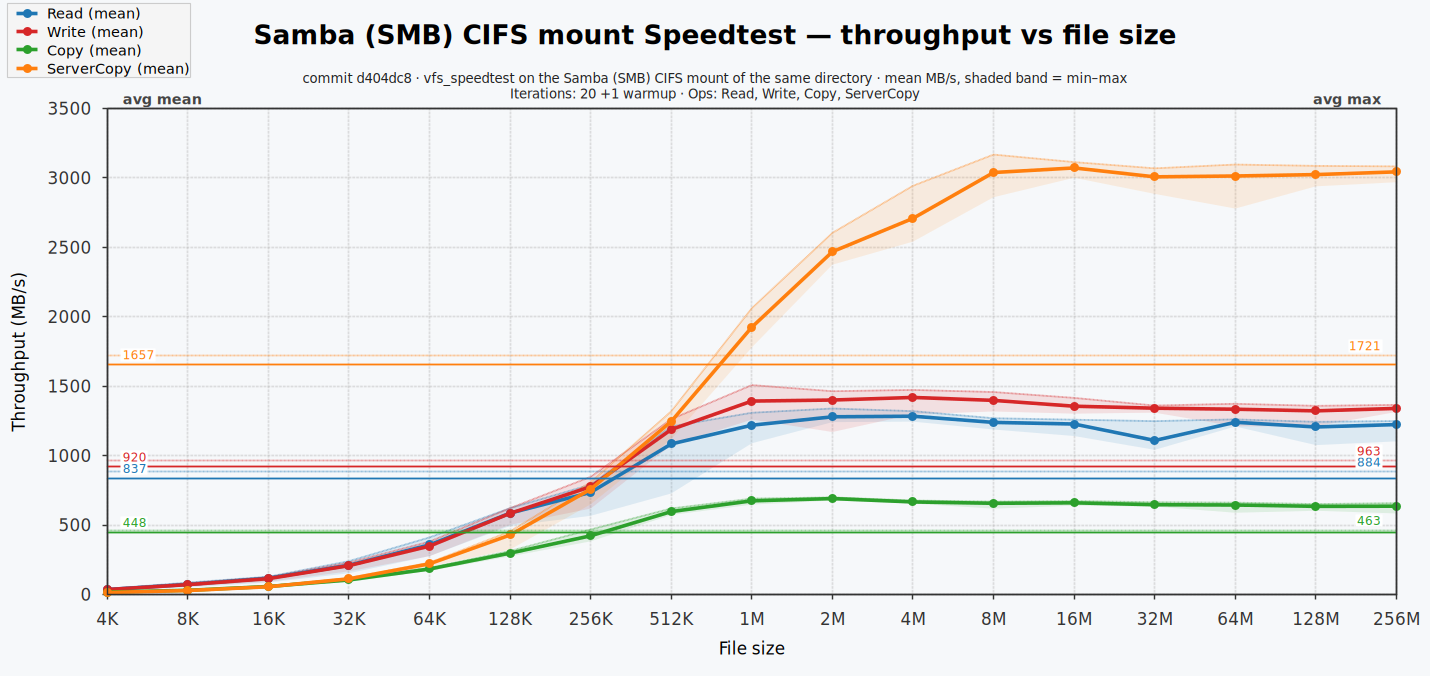 Read (mean)
Write (mean)
Copy (mean)
ServerCopy (mean)
Samba (SMB) CIFS mount Speedtest — throughput vs file size
commit d404dc8 · vfs_speedtest on the Samba (SMB) CIFS mount of the same directory · mean MB/s, shaded band = min–max
Iterations: 20 +1 warmup · Ops: Read, Write, Copy, ServerCopy
avg mean
avg max
3500
3000
2500
2000
1500
1000
500
0
Throughput (MB/s)
1657
1721
920
963
837
884
448
463
4K 8K 16K 32K 64K 128K 256K 512K 1M 2M 4M 8M 16M 32M 64M 128M 256M
File size